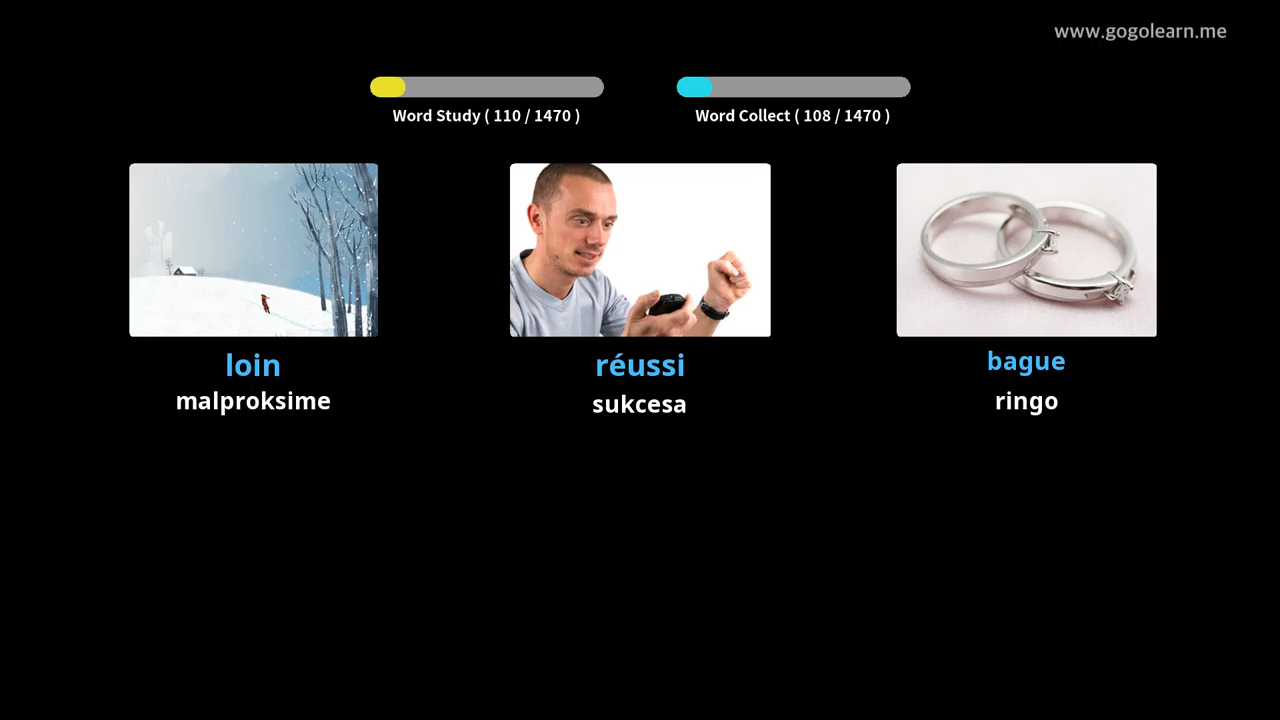 www.gogolearn.me
Word Study ( 110 / 1470 )
Word Collect ( 108 / 1470 )
loin
malproksime
réussi
sukcesa
bague
ringo